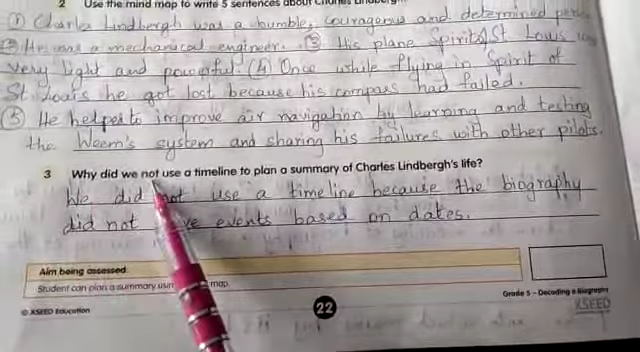 2 Use the mind map to write 5 sentences about Charles Lindbergh
① Charles Lindbergh was a humble, courageous and determined
② He was a mechanical engineer. ③ His plane Spirit of St Louis was
very light and powerful. ④ Once while flying in Spirit of
St. Louis he got lost because his compass had failed.
⑤ He helped to improve air navigation by learning and testing
the Weem's system and sharing his failures with other pilots.
3 Why did we not use a timeline to plan a summary of Charles Lindbergh's life?
We did not use a timeline because the biography
did not events based on dates.
Aim being assessed
Student can plan a summary map.
© XSEED Education
22
Grade 5 – Decoding a Biography
XSEED